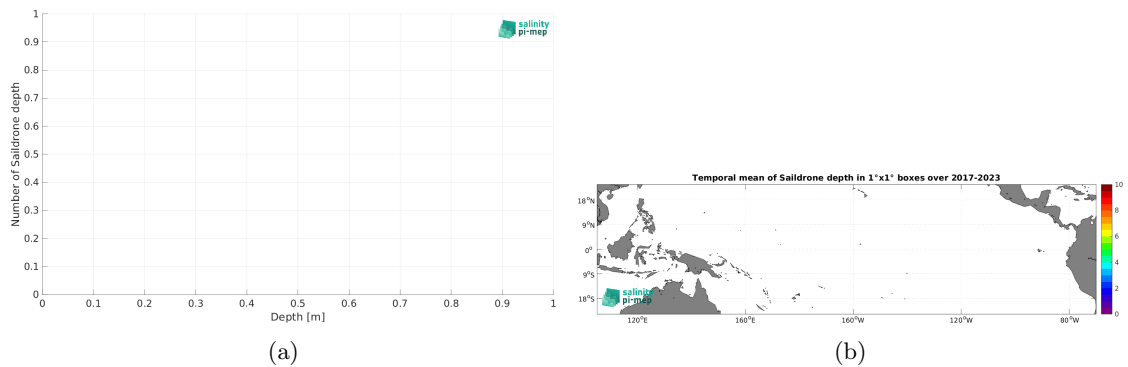 1
0.9
0.8
0.7
0.6
0.5
0.4
0.3
0.2
0.1
0
Number of Saildrone depth
salinity
pi-mep
0 0.1 0.2 0.3 0.4 0.5 0.6 0.7 0.8 0.9 1
Depth [m]
(a)
Temporal mean of Saildrone depth in 1°x1° boxes over 2017-2023
18°N
9°N
0°
9°S
18°S
salinity
pi-mep
120°E 160°E 160°W 120°W 80°W
10
8
6
4
2
0
(b)